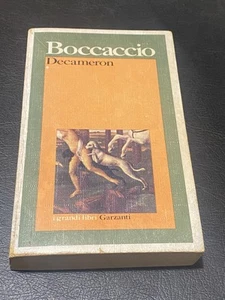 Boccaccio
Decameron
i grandi libri Garzanti